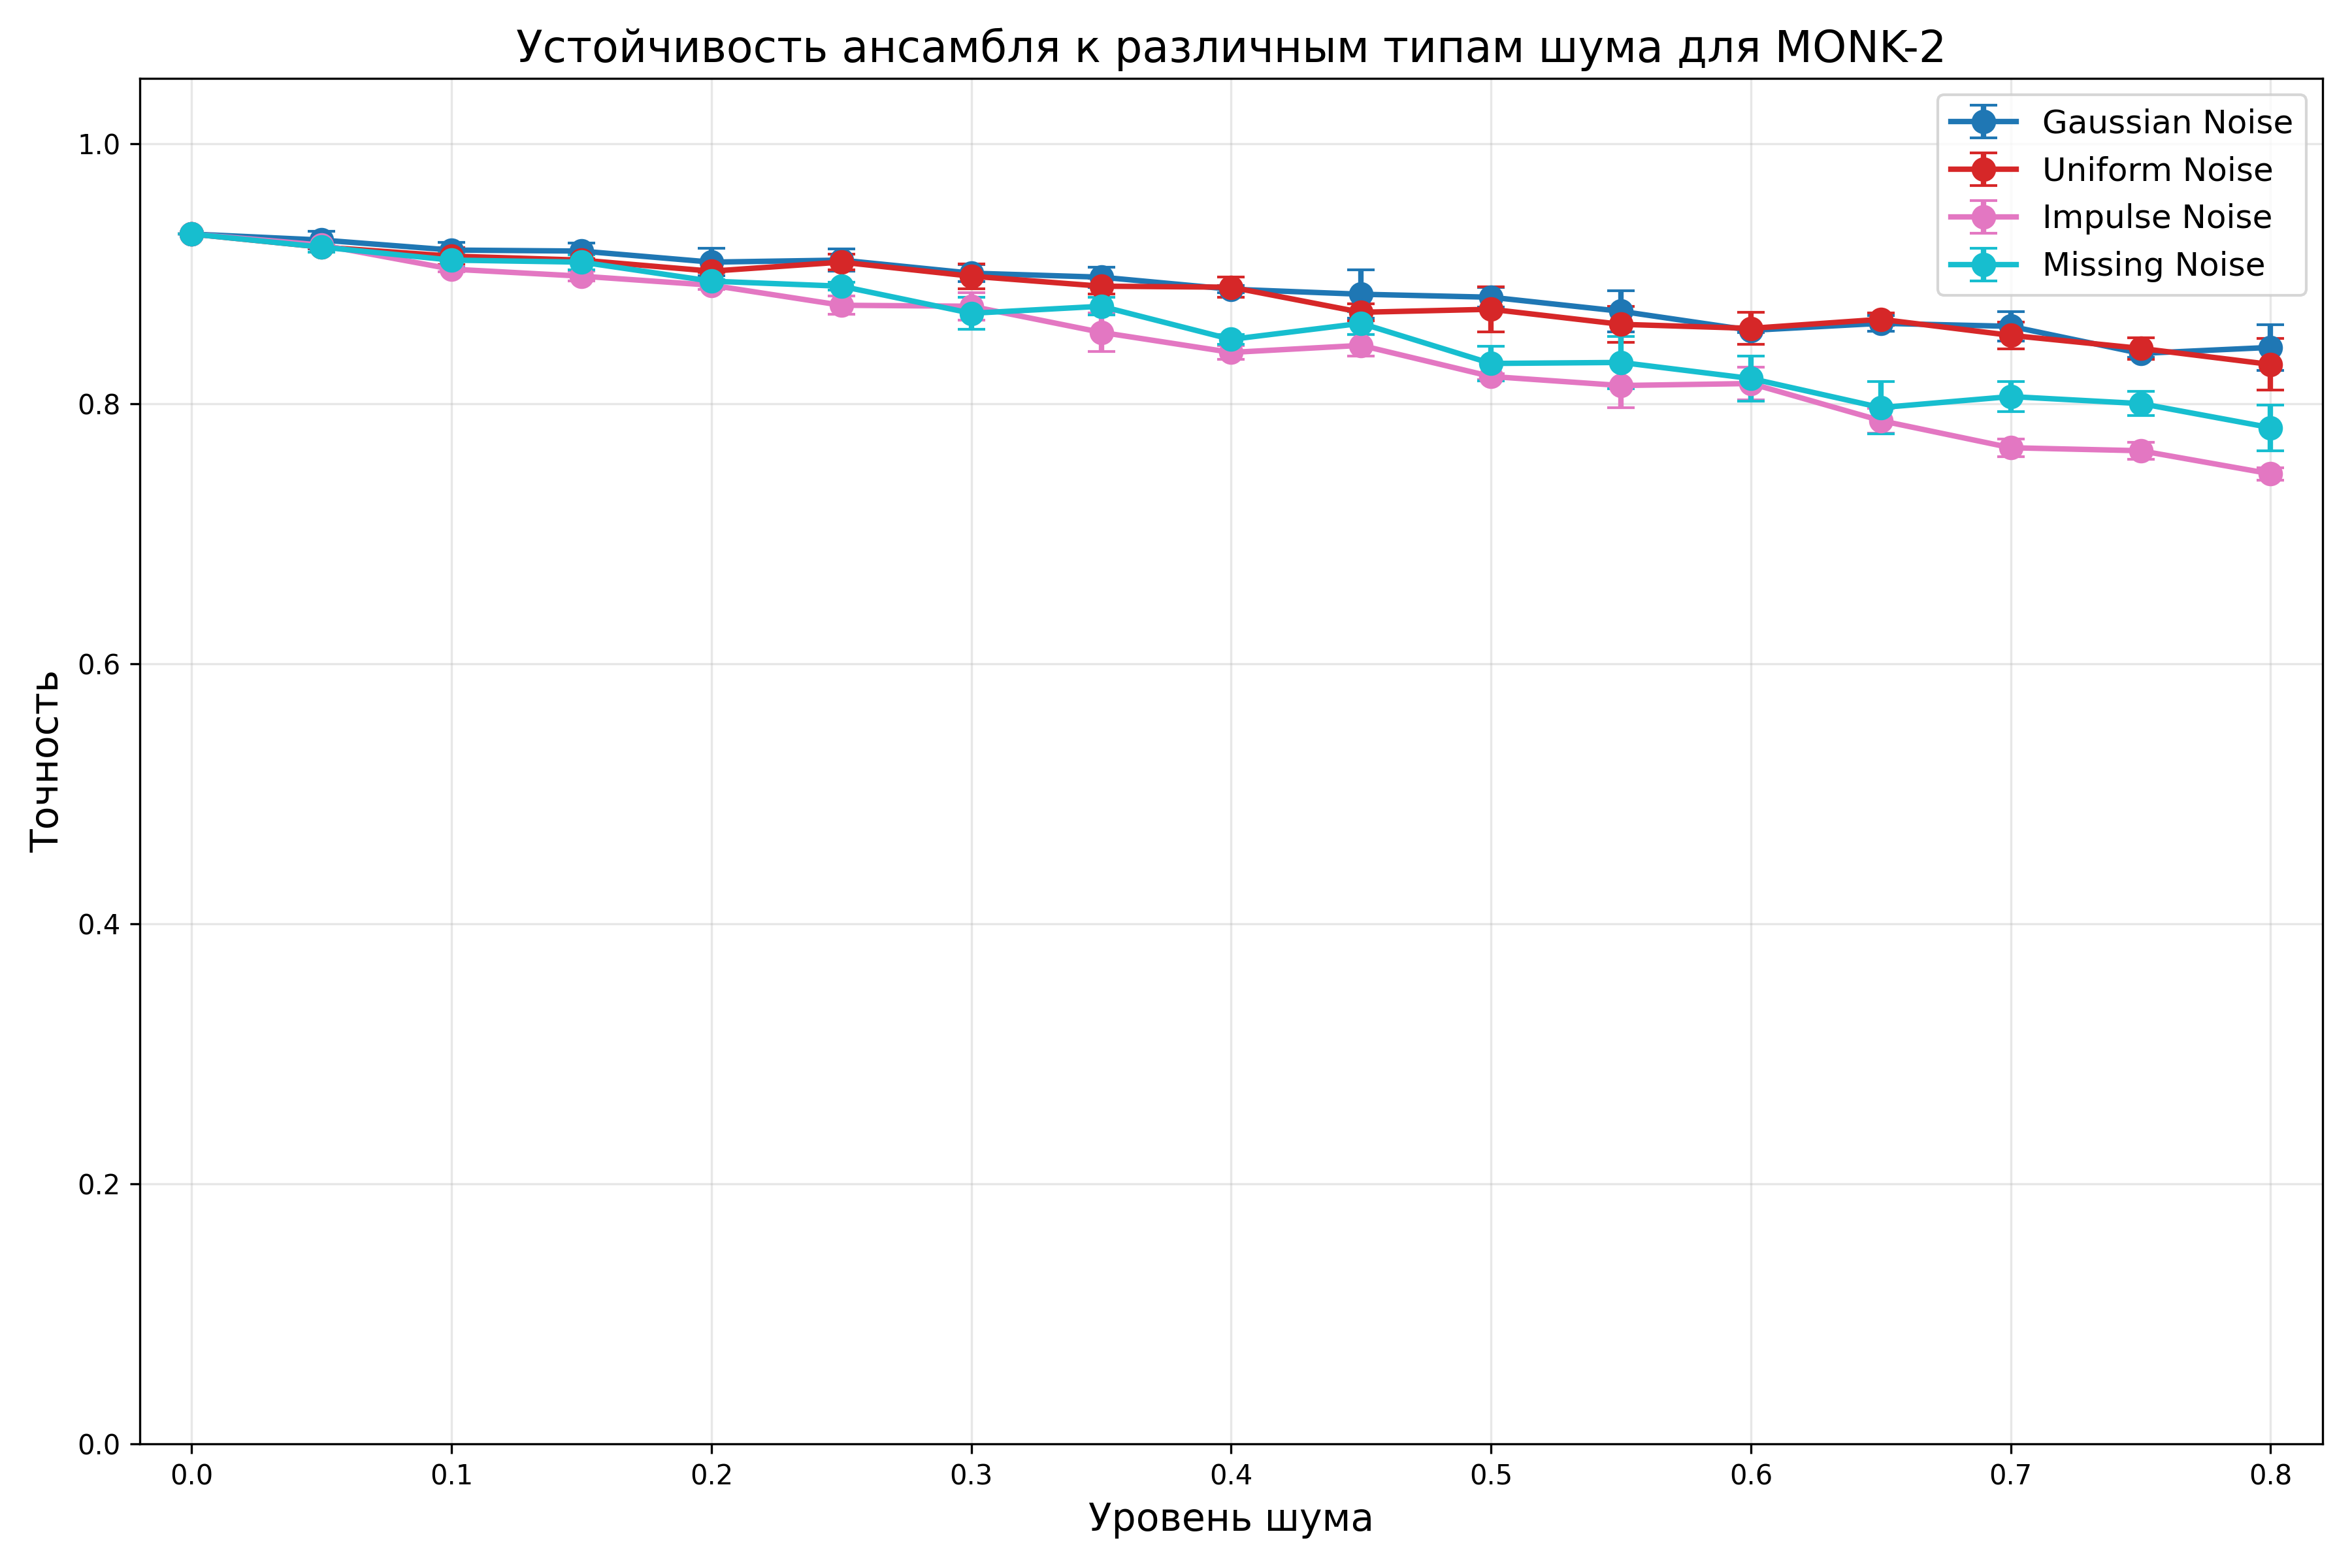 Устойчивость ансамбля к различным типам шума для MONK-2
Gaussian Noise
Uniform Noise
Impulse Noise
Missing Noise
Точность
1.0
0.8
0.6
0.4
0.2
0.0
0.0 0.1 0.2 0.3 0.4 0.5 0.6 0.7 0.8
Уровень шума